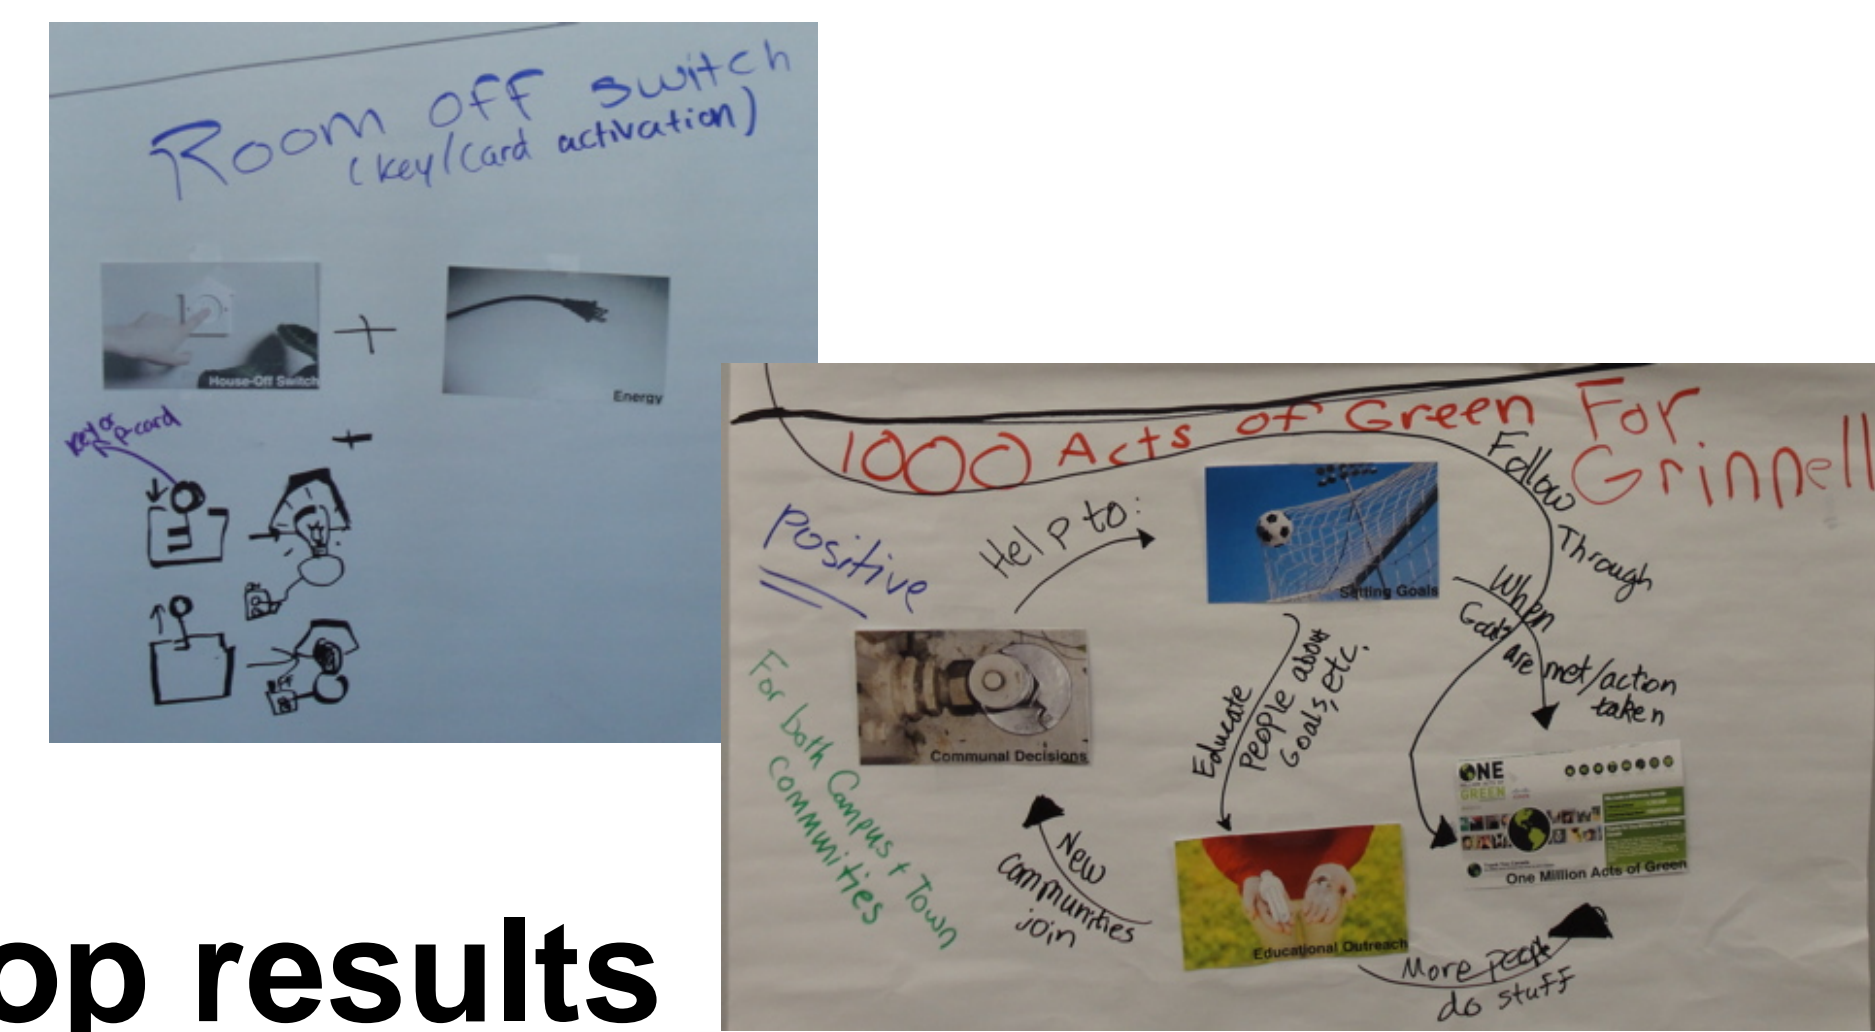 Room off switch
(key/card activation)
House-Off Switch
+
Energy
key or
p-card
+
1000 Acts of Green For
Grinnell
Follow
Through
positive
Help to:
Setting Goals
When
Goals
are met/action
taken
For both Campus + Town
communities
Communal Decisions
Educate
people about
Goals, etc.
ONE
GREEN
One Million Acts of Green
New
communities
join
Educational Outreach
More people
do stuff
op results